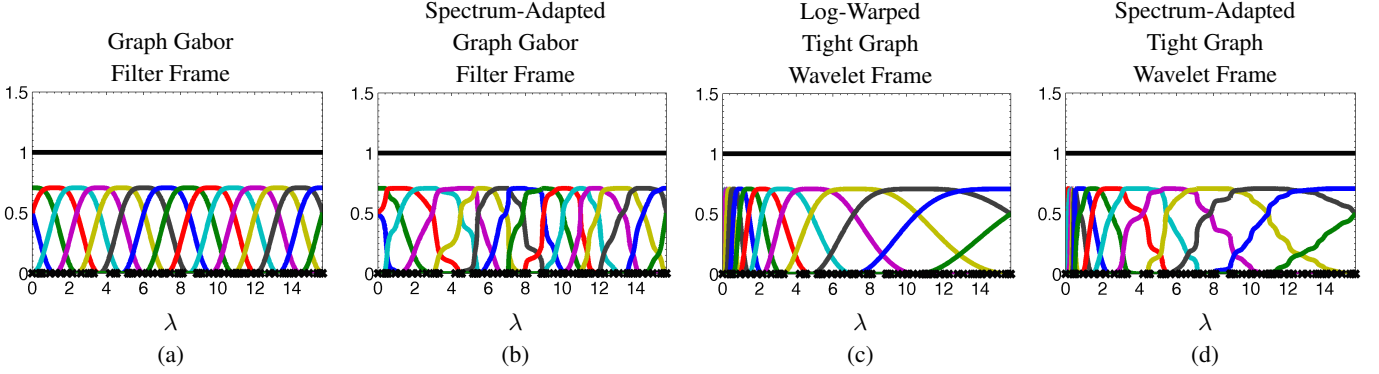 Graph Gabor
Filter Frame
1.5
1
0.5
0
0 2 4 6 8 10 12 14
λ
(a)
Spectrum-Adapted
Graph Gabor
Filter Frame
1.5
1
0.5
0
0 2 4 6 8 10 12 14
λ
(b)
Log-Warped
Tight Graph
Wavelet Frame
1.5
1
0.5
0
0 2 4 6 8 10 12 14
λ
(c)
Spectrum-Adapted
Tight Graph
Wavelet Frame
1.5
1
0.5
0
0 2 4 6 8 10 12 14
λ
(d)